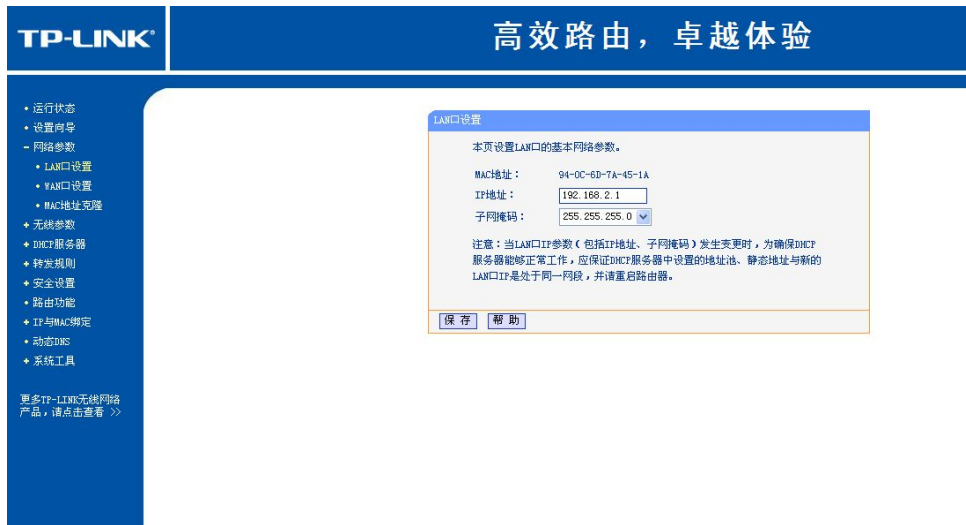 TP-LINK®
高效路由，卓越体验
• 运行状态
• 设置向导
- 网络参数
• LAN口设置
• WAN口设置
• MAC地址克隆
+ 无线参数
+ DHCP服务器
+ 转发规则
+ 安全设置
• 路由功能
+ IP与MAC绑定
• 动态DNS
+ 系统工具
更多TP-LINK无线网络
产品，请点击查看 >>
LAN口设置
本页设置LAN口的基本网络参数。
MAC地址： 94-0C-6D-7A-45-1A
IP地址： 192.168.2.1
子网掩码： 255.255.255.0
注意：当LAN口IP参数（包括IP地址、子网掩码）发生变更时，为确保DHCP
服务器能够正常工作，应保证DHCP服务器中设置的地址池、静态地址与新的
LAN口IP是处于同一网段，并请重启路由器。
保 存 帮 助